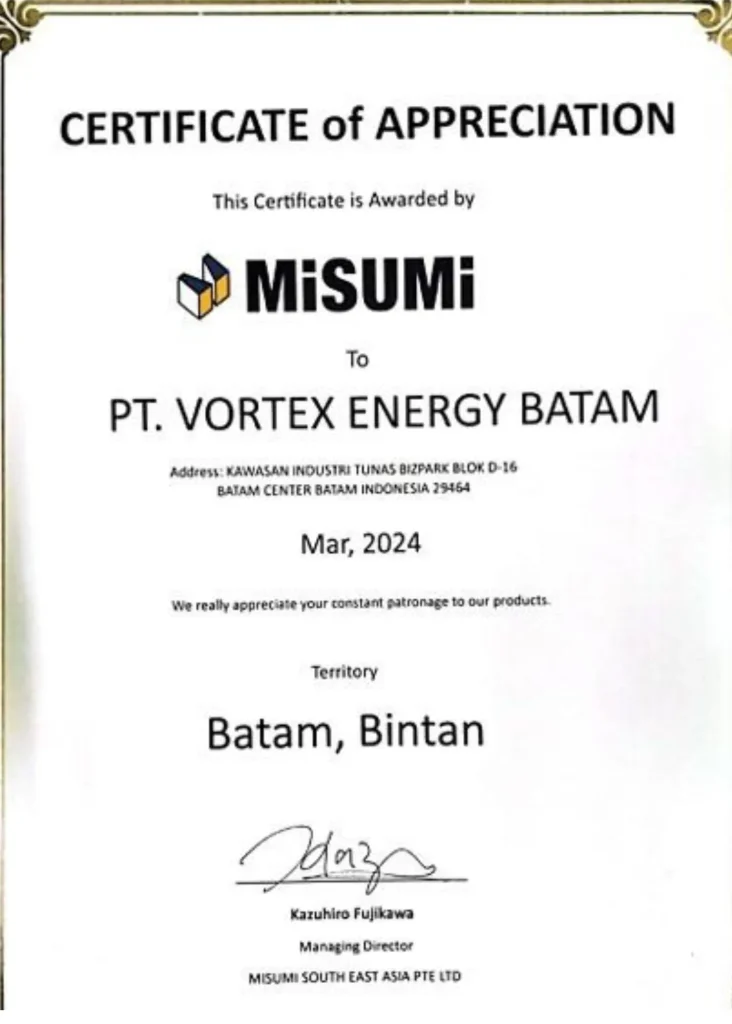 CERTIFICATE of APPRECIATION
This Certificate is Awarded by
MiSUMi
To
PT. VORTEX ENERGY BATAM
Address: KAWASAN INDUSTRI TUNAS BIZPARK BLOK D-16
BATAM CENTER BATAM INDONESIA 29464
Mar, 2024
We really appreciate your constant patronage to our products.
Territory
Batam, Bintan
Kazuhiro Fujikawa
Managing Director
MISUMI SOUTH EAST ASIA PTE LTD